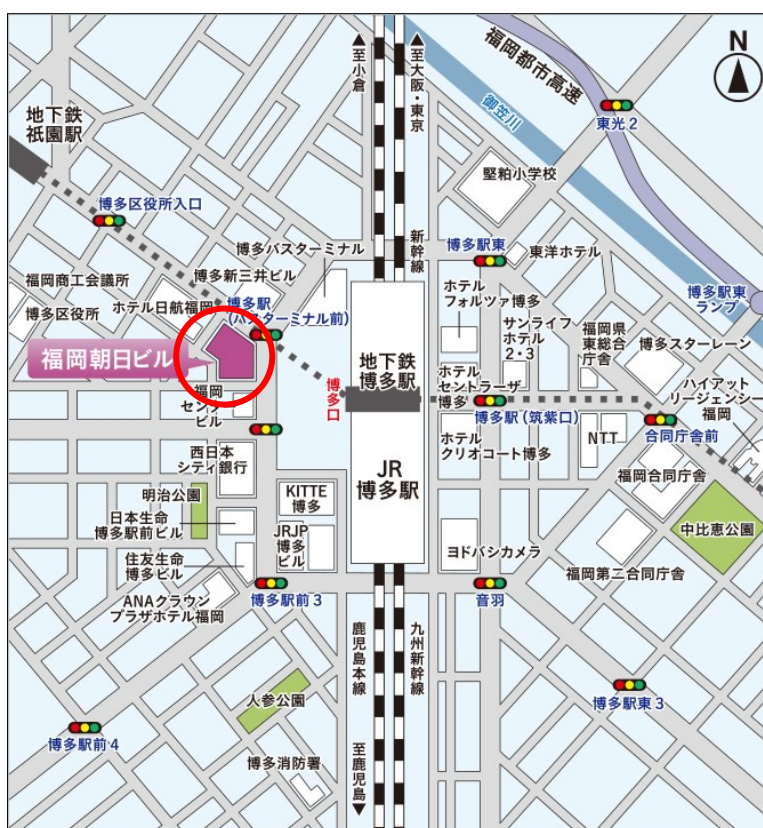 ▲至小倉
▲至大阪・東京
福岡都市高速
N
御笠川
東光2
地下鉄
祇園駅
堅粕小学校
博多区役所入口
新幹線
博多バスターミナル
博多駅東
東洋ホテル
福岡商工会議所
博多新三井ビル
博多区役所
ホテル日航福岡
博多駅
(バスターミナル前)
ホテル
フォルツァ博多
博多駅東
ランプ
サンライフ
ホテル
2・3
福岡県
東総合
庁舎
博多スターレーン
福岡朝日ビル
地下鉄
博多駅
博多口
福岡
センタービル
ホテル
セントラーザ
博多
博多駅(筑紫口)
ハイアット
リージェンシー
福岡
合同庁舎前
NTT
西日本
シティ銀行
ホテル
クリオコート博多
JR
博多駅
福岡合同庁舎
明治公園
KITTE
博多
日本生命
博多駅前ビル
JRJP
博多
ビル
中比恵公園
住友生命
博多ビル
ヨドバシカメラ
福岡第二合同庁舎
ANAクラウン
プラザホテル福岡
博多駅前3
音羽
鹿児島本線
九州新幹線
人参公園
博多駅東3
博多駅前4
博多消防署
至鹿児島▼